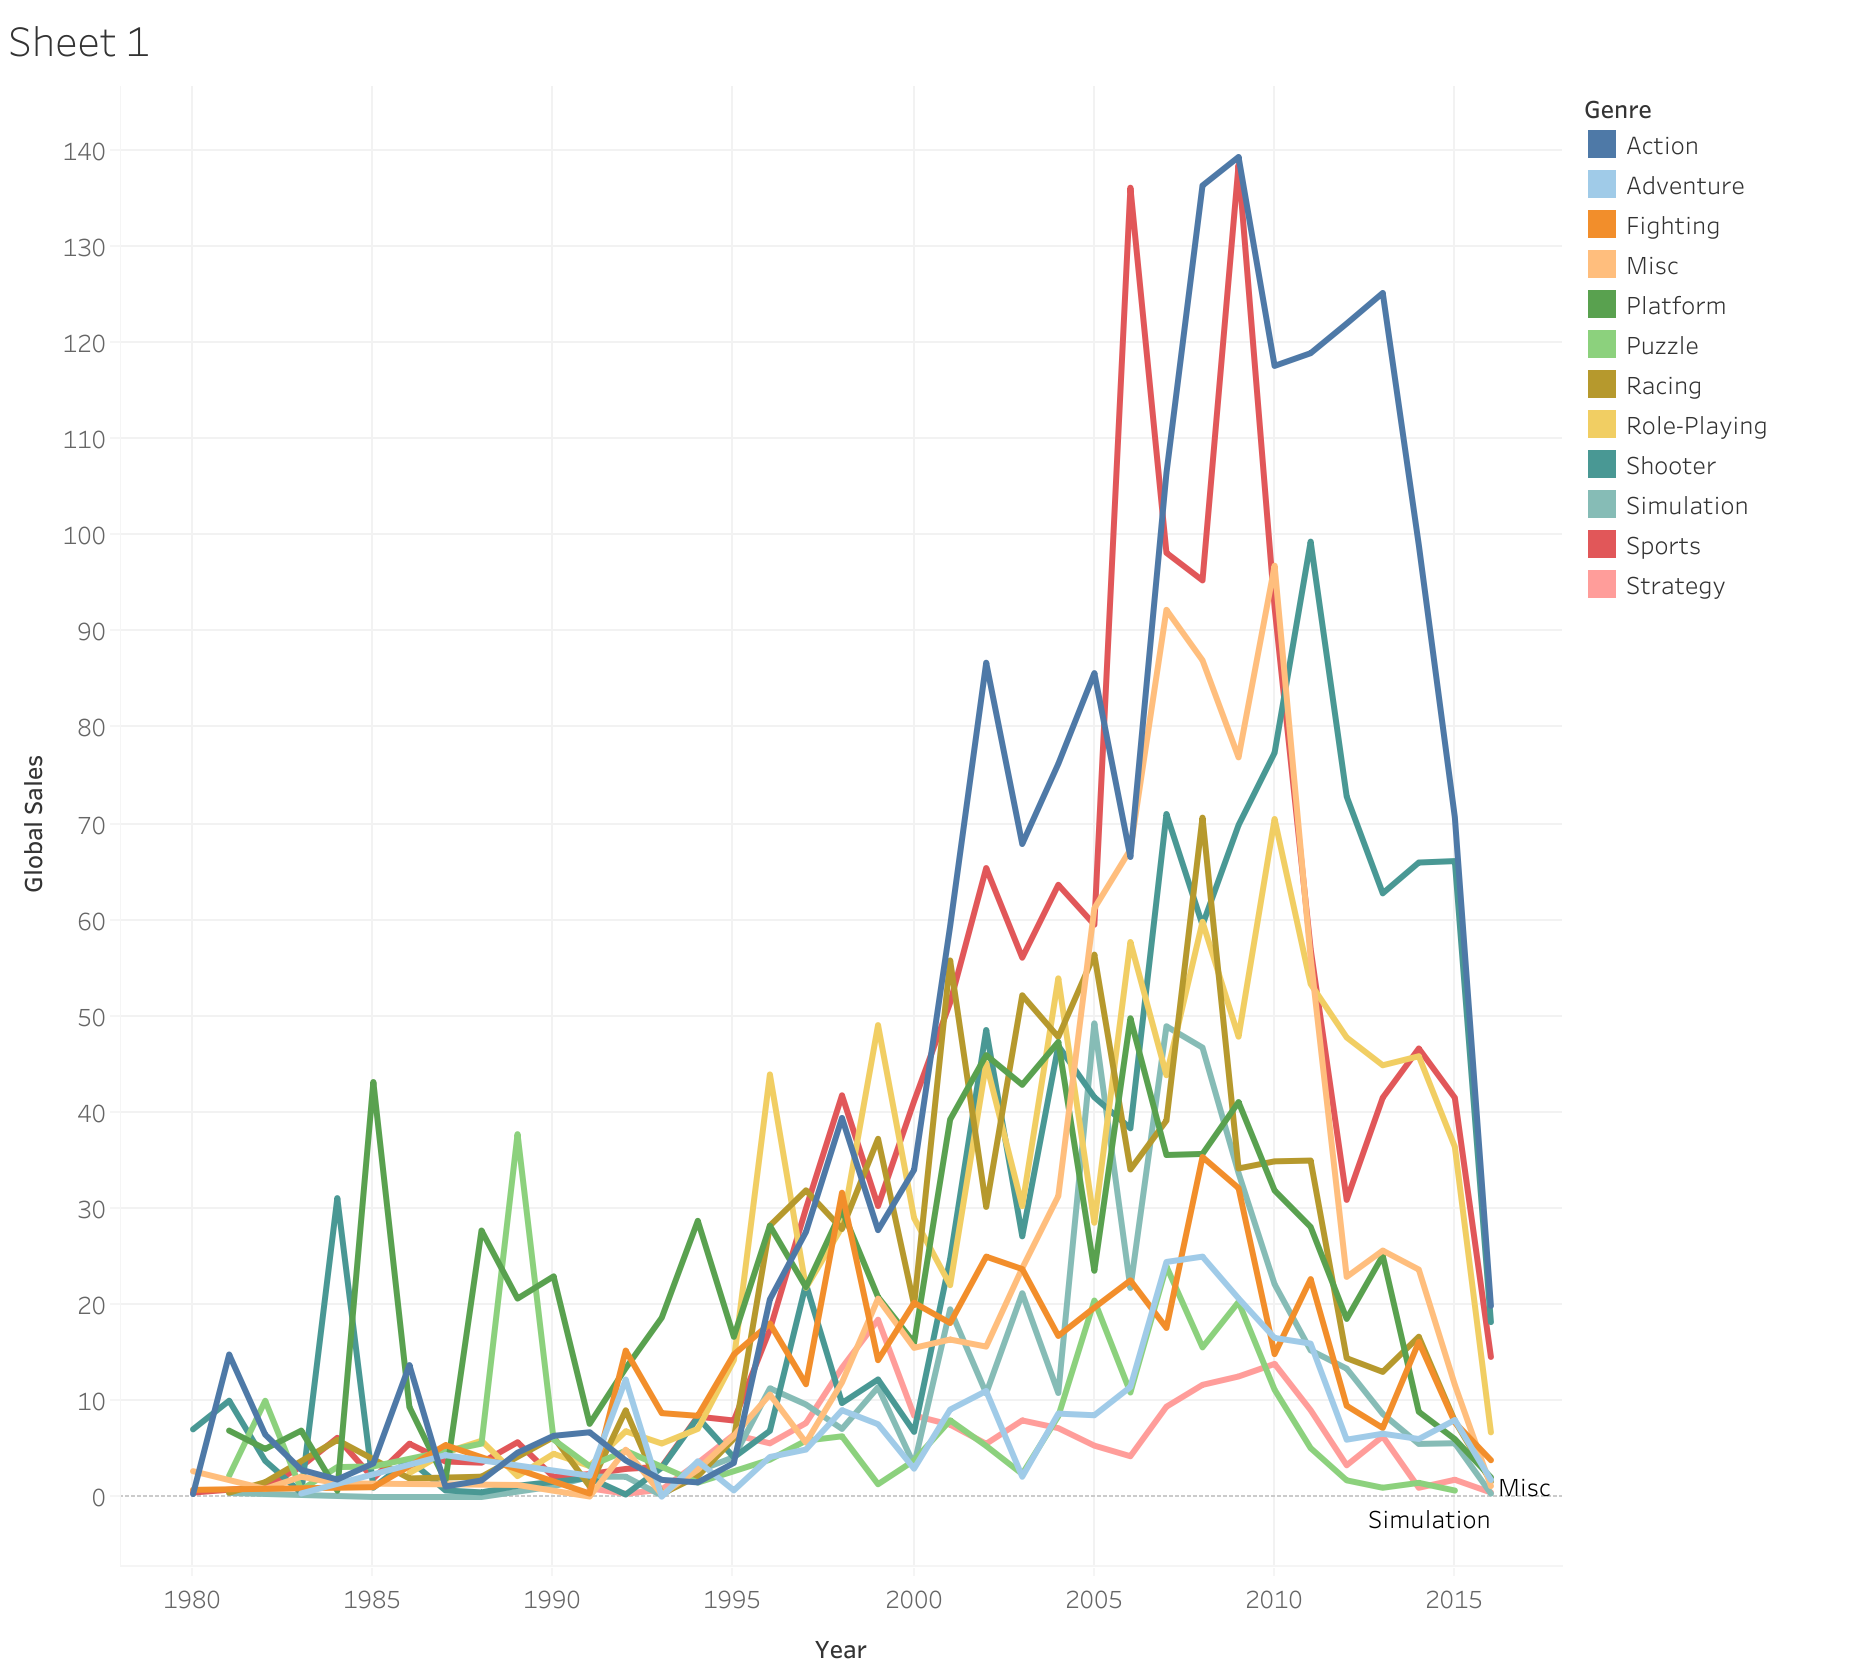 Sheet 1
Genre
Action
Adventure
Fighting
Misc
Platform
Puzzle
Racing
Role-Playing
Shooter
Simulation
Sports
Strategy
140
130
120
110
100
90
80
70
60
50
40
30
20
10
0
Global Sales
Misc
Simulation
1980 1985 1990 1995 2000 2005 2010 2015
Year